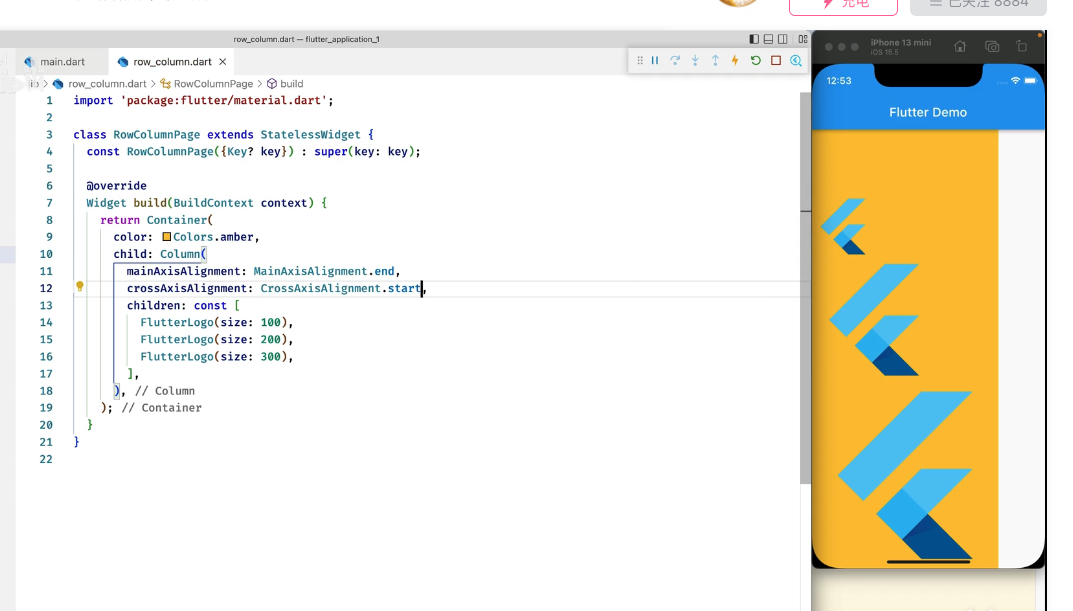 充电
已关注 8884
row_column.dart — flutter_application_1
iPhone 13 mini
iOS 16.5
main.dart
row_column.dart
lib > row_column.dart > RowColumnPage > build
12:53
Flutter Demo
1 import 'package:flutter/material.dart';
2
3 class RowColumnPage extends StatelessWidget {
4 const RowColumnPage({Key? key}) : super(key: key);
5
6 @override
7 Widget build(BuildContext context) {
8 return Container(
9 color: Colors.amber,
10 child: Column(
11 mainAxisAlignment: MainAxisAlignment.end,
12 crossAxisAlignment: CrossAxisAlignment.start,
13 children: const [
14 FlutterLogo(size: 100),
15 FlutterLogo(size: 200),
16 FlutterLogo(size: 300),
17 ],
18 ), // Column
19 ); // Container
20 }
21 }
22